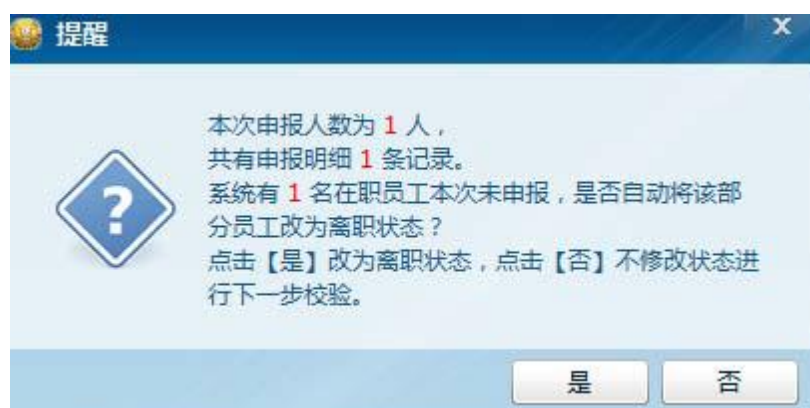 提醒
x
本次申报人数为 1 人，
共有申报明细 1 条记录。
系统有 1 名在职员工本次未申报，是否自动将该部
分员工改为离职状态？
点击【是】改为离职状态，点击【否】不修改状态进
行下一步校验。
?
是
否